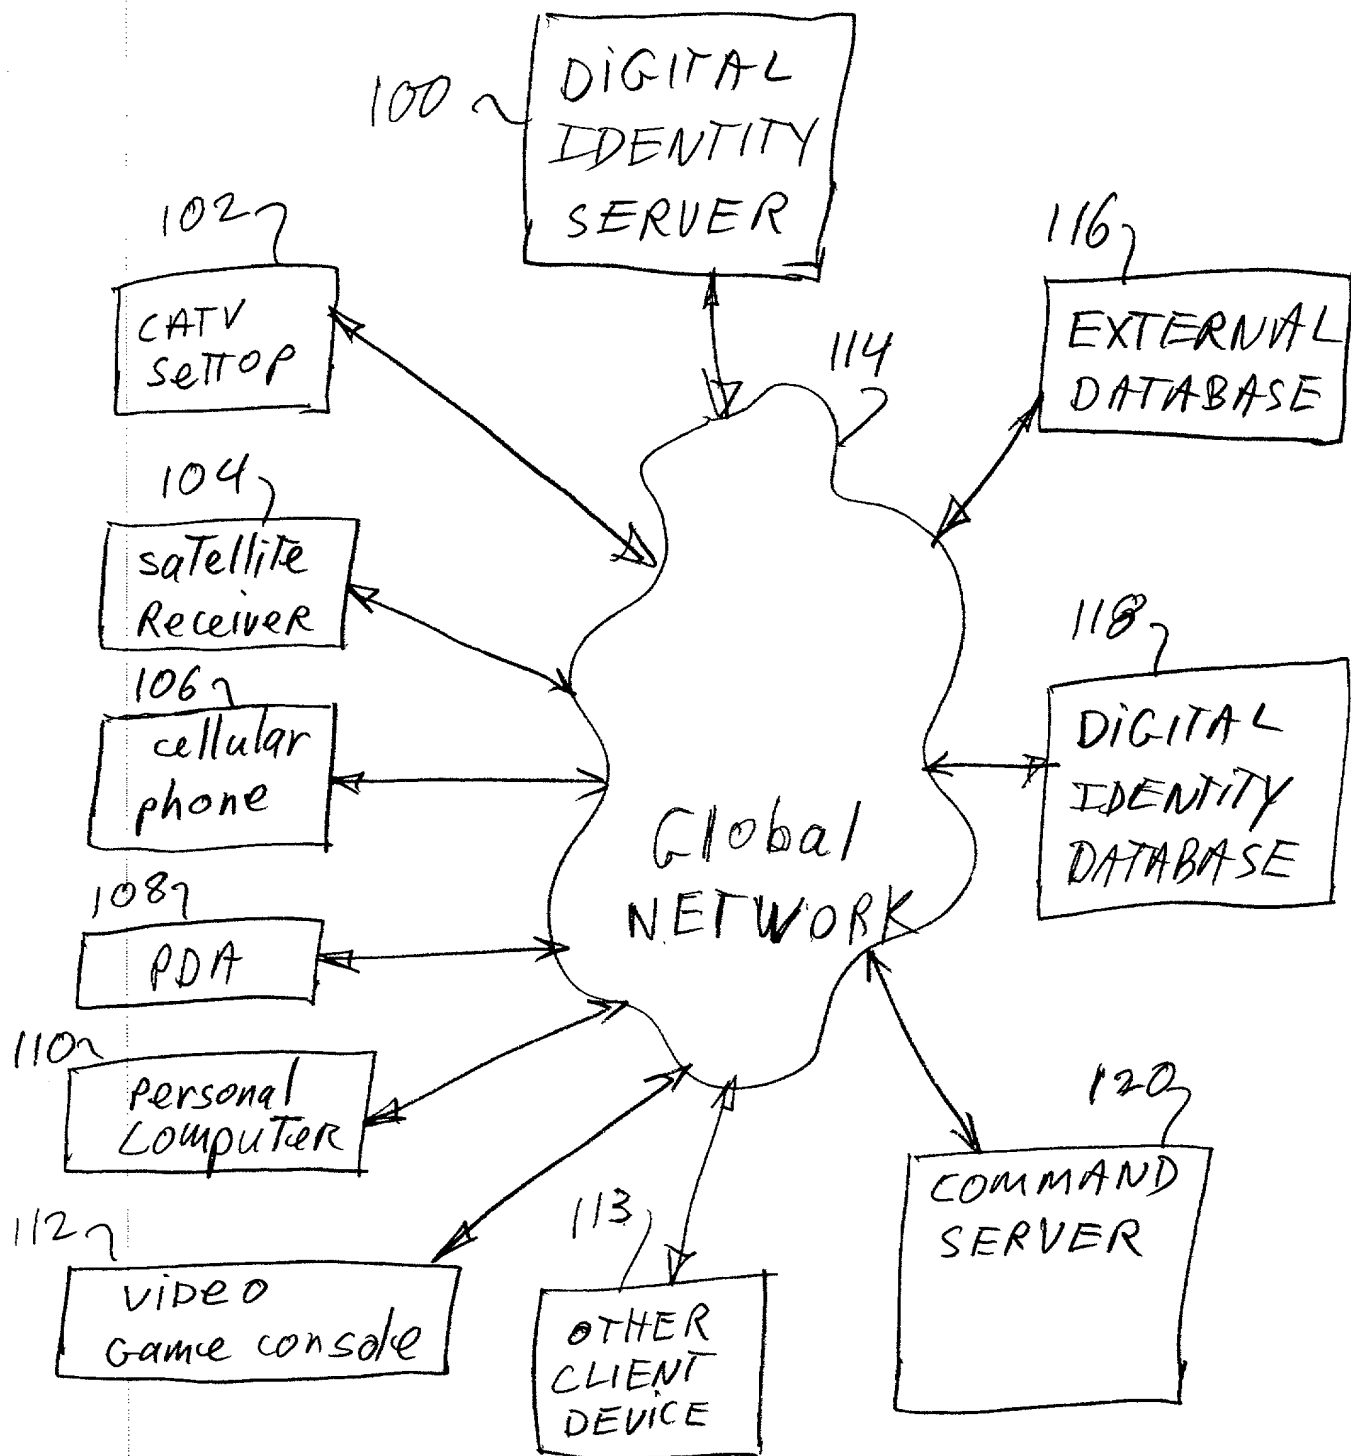 100
DiGITAL
IDENTITY
SERVER
102
CATV
SeTTOP
116
EXTERNAL
DATABASE
114
104
saTelliTe
ReceiveR
118
DiGITAL
IDENTITY
DATABASE
106
cellular
phone
Global
NETWORK
108
PDA
110
personal
computeR
120
COMMAND
SERVER
112
viDeo
Game console
113
OTHER
CLIENT
DEViCE